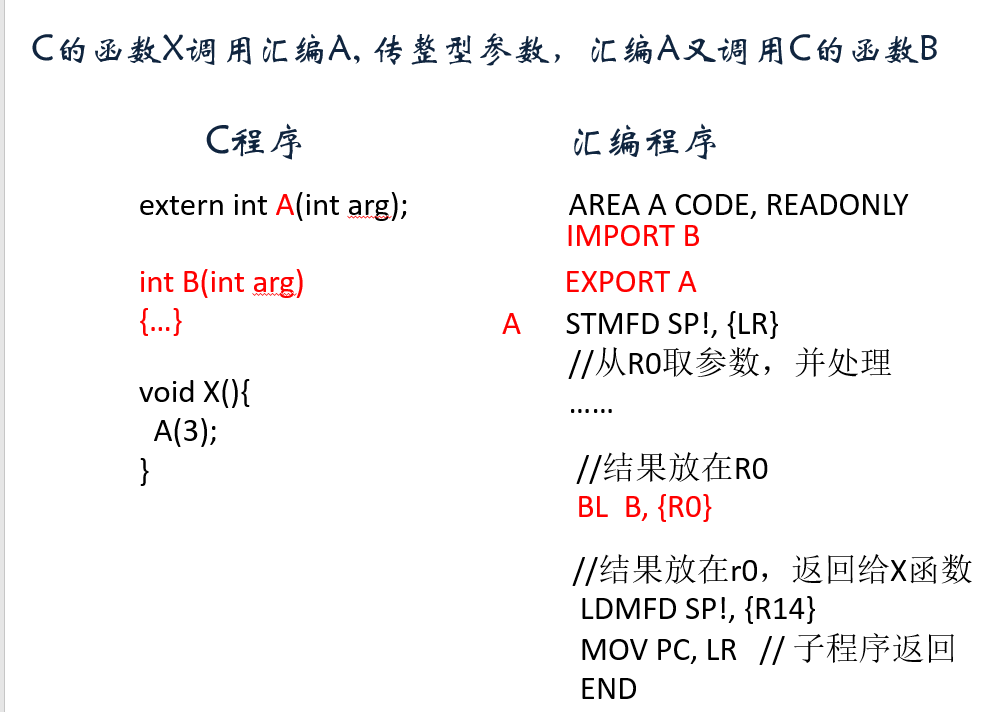 C的函数X调用汇编A, 传整型参数，汇编A又调用C的函数B
C程序
extern int A(int arg);
int B(int arg)
{...}
void X(){
A(3);
}
汇编程序
AREA A CODE, READONLY
IMPORT B
EXPORT A
A STMFD SP!, {LR}
//从R0取参数，并处理
......
//结果放在R0
BL B, {R0}
//结果放在r0，返回给X函数
LDMFD SP!, {R14}
MOV PC, LR // 子程序返回
END